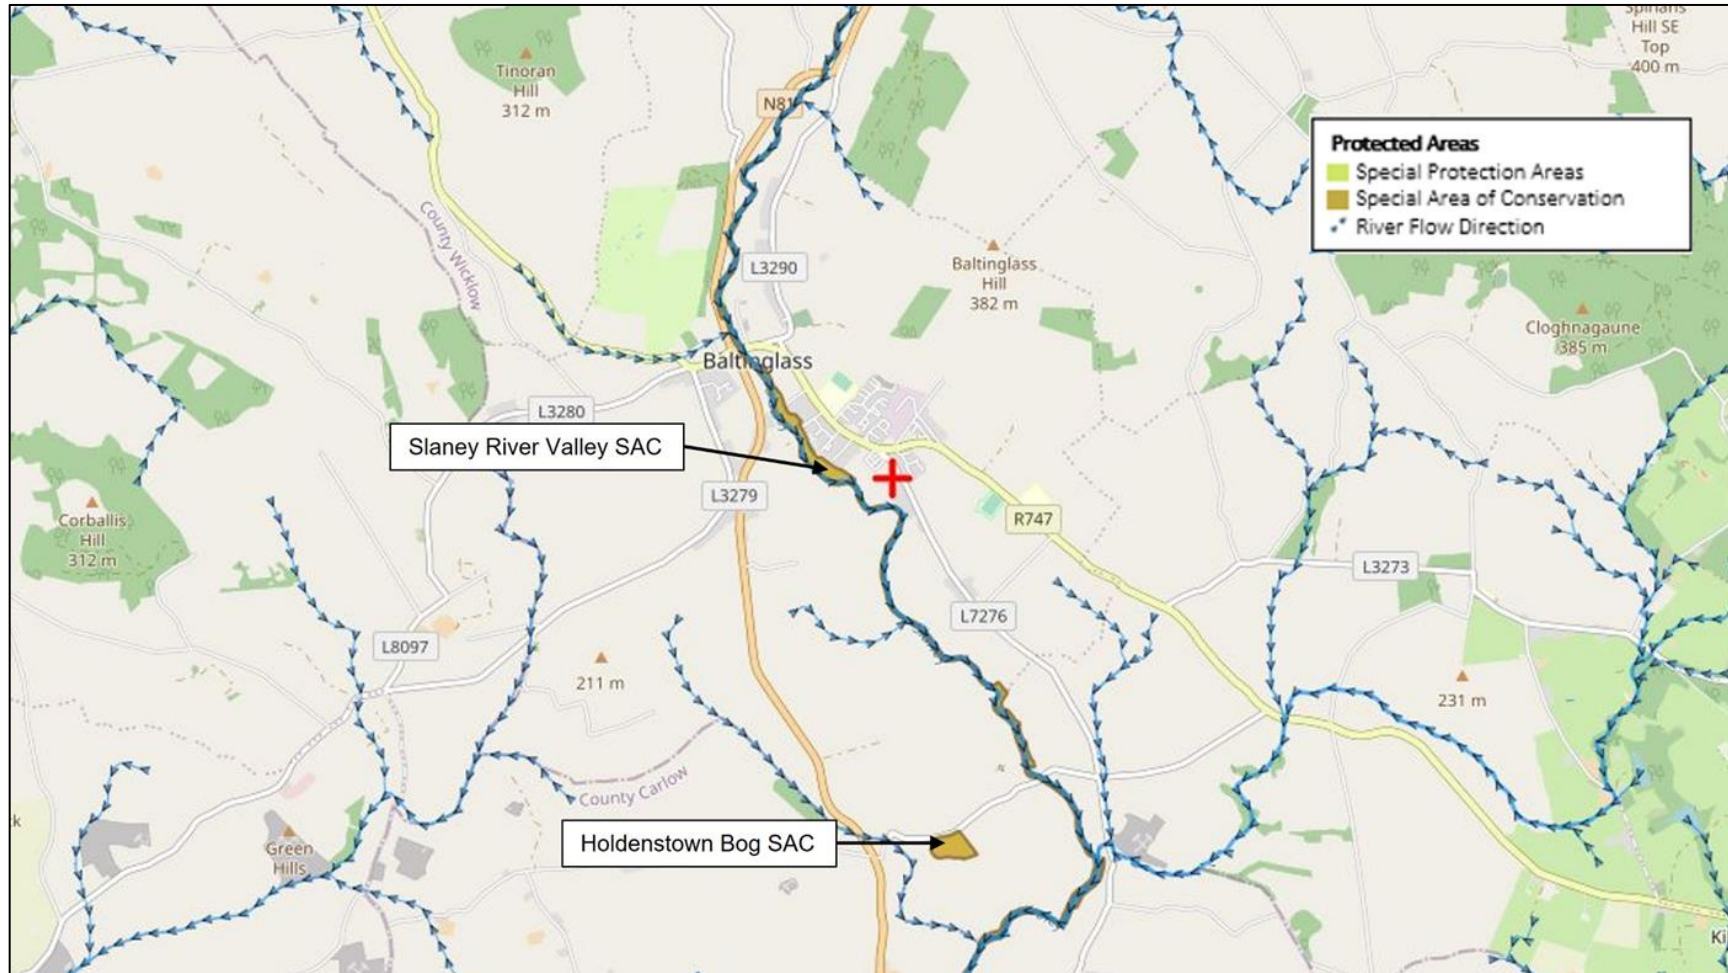 Spinans
Hill SE
Top
400 m
Tinoran
Hill
312 m
N81
Protected Areas
Special Protection Areas
Special Area of Conservation
River Flow Direction
County Wicklow
L3290
Baltinglass
Hill
382 m
Cloghnagaune
385 m
Baltinglass
L3280
Slaney River Valley SAC
L3279
R747
Corballis
Hill
312 m
L3273
L7276
L8097
211 m
231 m
County Carlow
Holdenstown Bog SAC
Green
Hills
ck
Ki